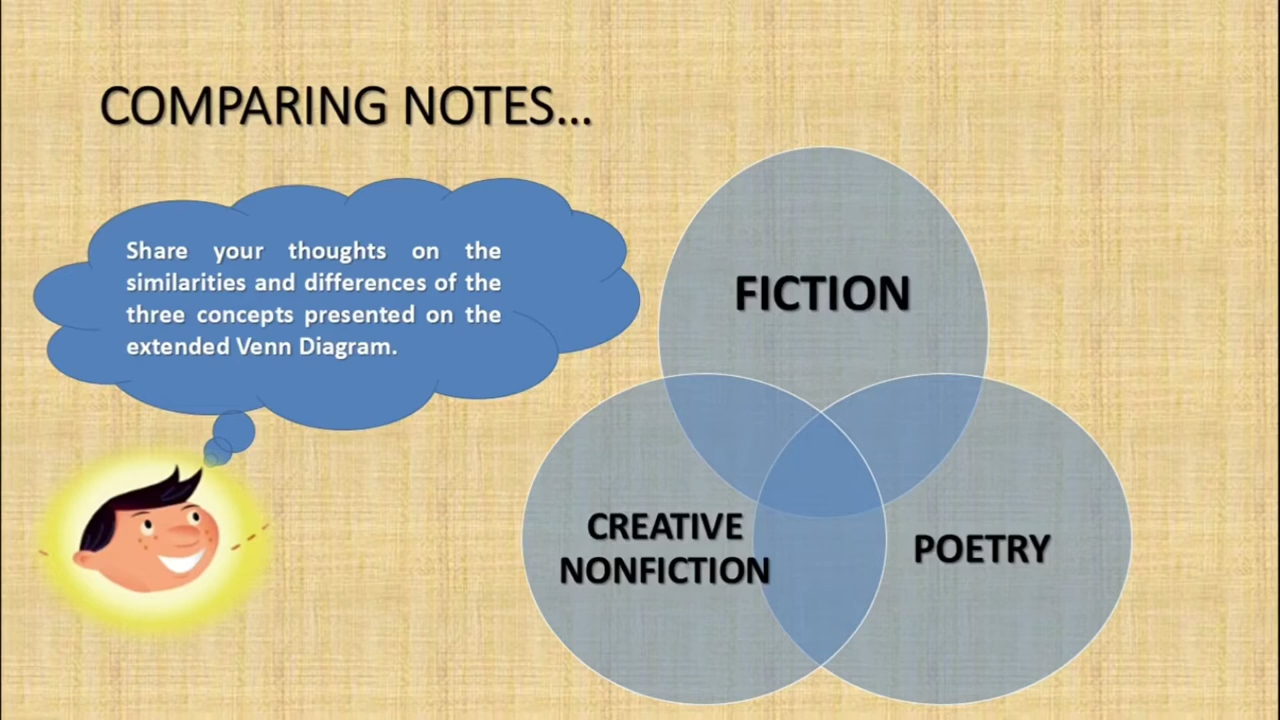 COMPARING NOTES...
Share your thoughts on the
similarities and differences of the
three concepts presented on the
extended Venn Diagram.
FICTION
CREATIVE
NONFICTION
POETRY